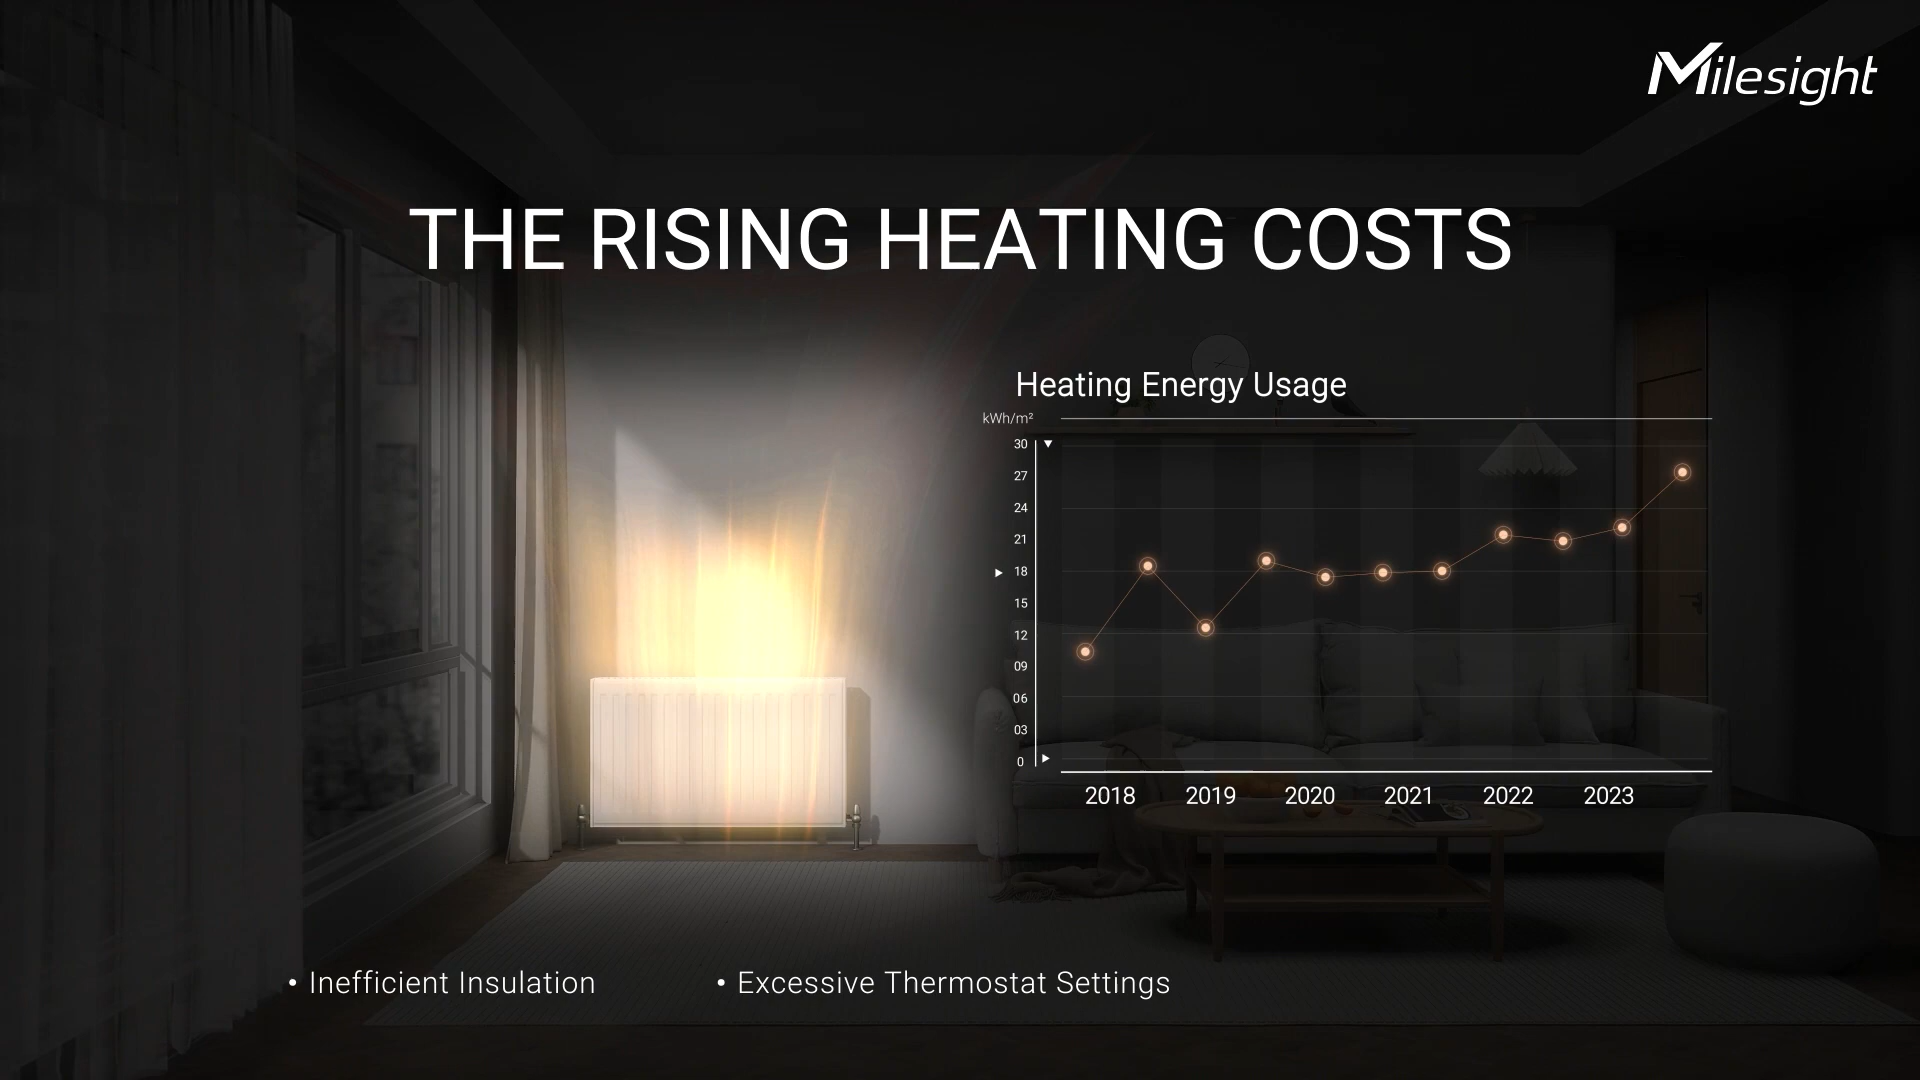 Milesight
THE RISING HEATING COSTS
Heating Energy Usage
kWh/m²
30
27
24
21
18
15
12
09
06
03
0
2018 2019 2020 2021 2022 2023
• Inefficient Insulation • Excessive Thermostat Settings